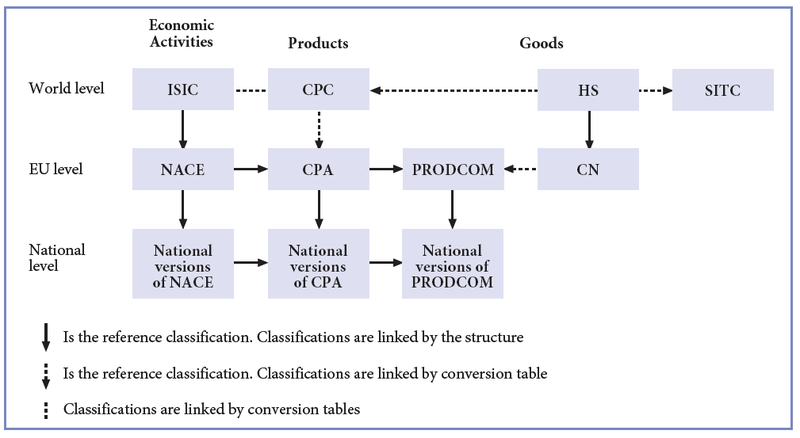 Economic
Activities
Products
Goods
World level
ISIC
CPC
HS
SITC
EU level
NACE
CPA
PRODCOM
CN
National
level
National
versions
of NACE
National
versions
of CPA
National
versions of
PRODCOM
Is the reference classification. Classifications are linked by the structure
Is the reference classification. Classifications are linked by conversion table
Classifications are linked by conversion tables